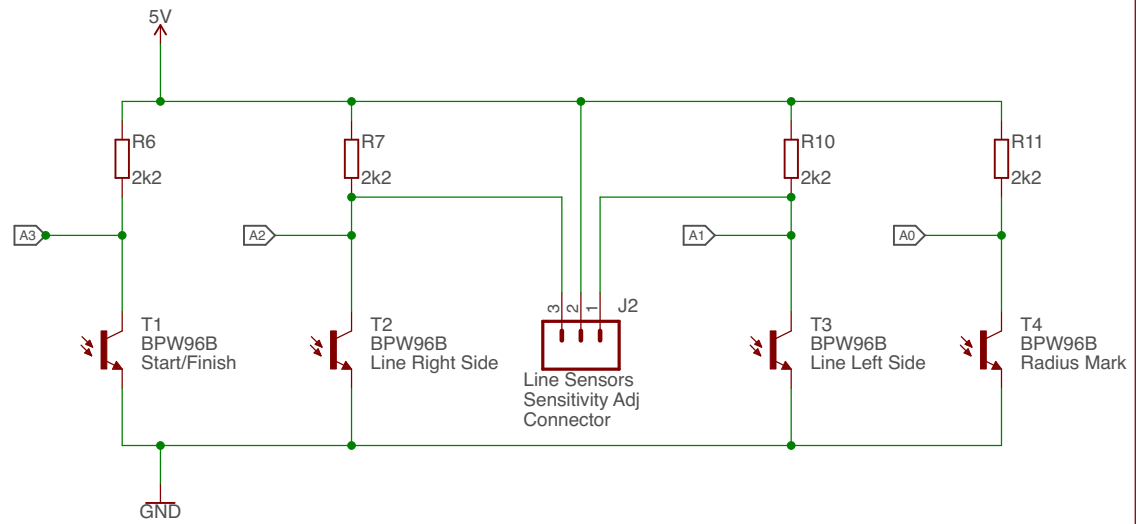 5V
R6
2k2
R7
2k2
R10
2k2
R11
2k2
A3
A2
A1
A0
3
2
1
J2
T1
BPW96B
Start/Finish
T2
BPW96B
Line Right Side
T3
BPW96B
Line Left Side
T4
BPW96B
Radius Mark
Line Sensors
Sensitivity Adj
Connector
GND